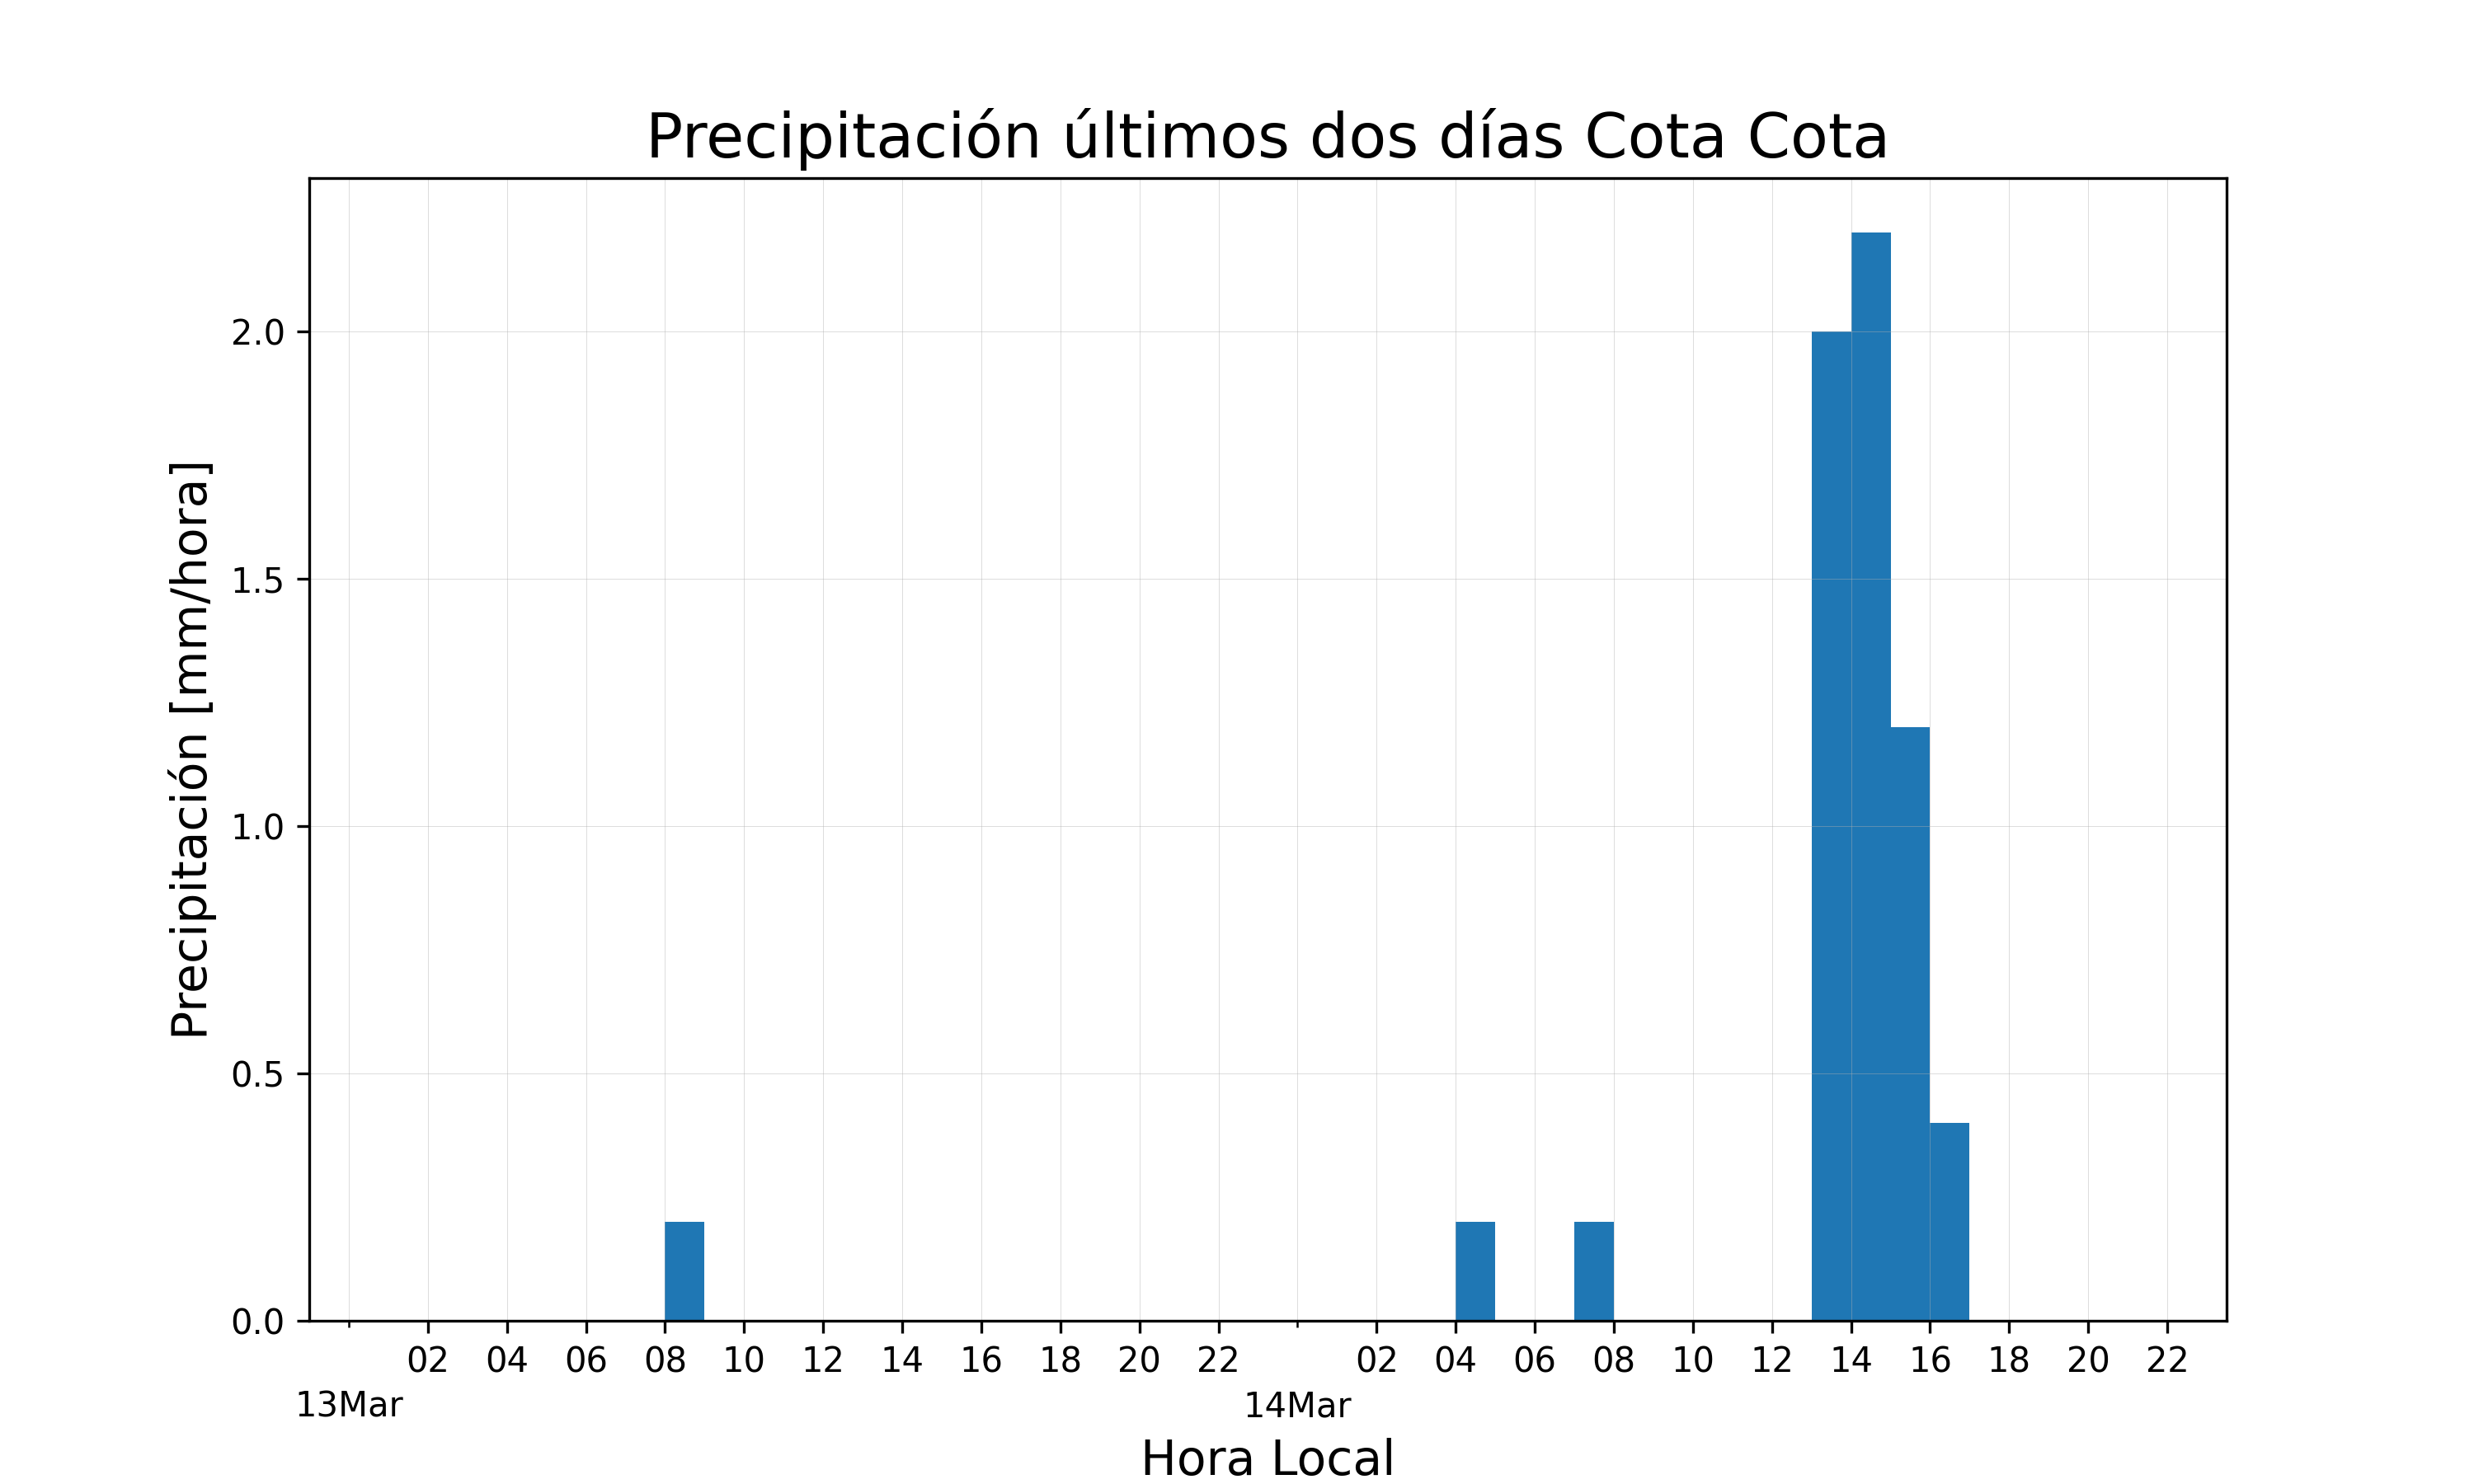 Precipitación últimos dos días Cota Cota
Precipitación [mm/hora]
2.0
1.5
1.0
0.5
0.0
02 04 06 08 10 12 14 16 18 20 22 02 04 06 08 10 12 14 16 18 20 22
13Mar 14Mar
Hora Local